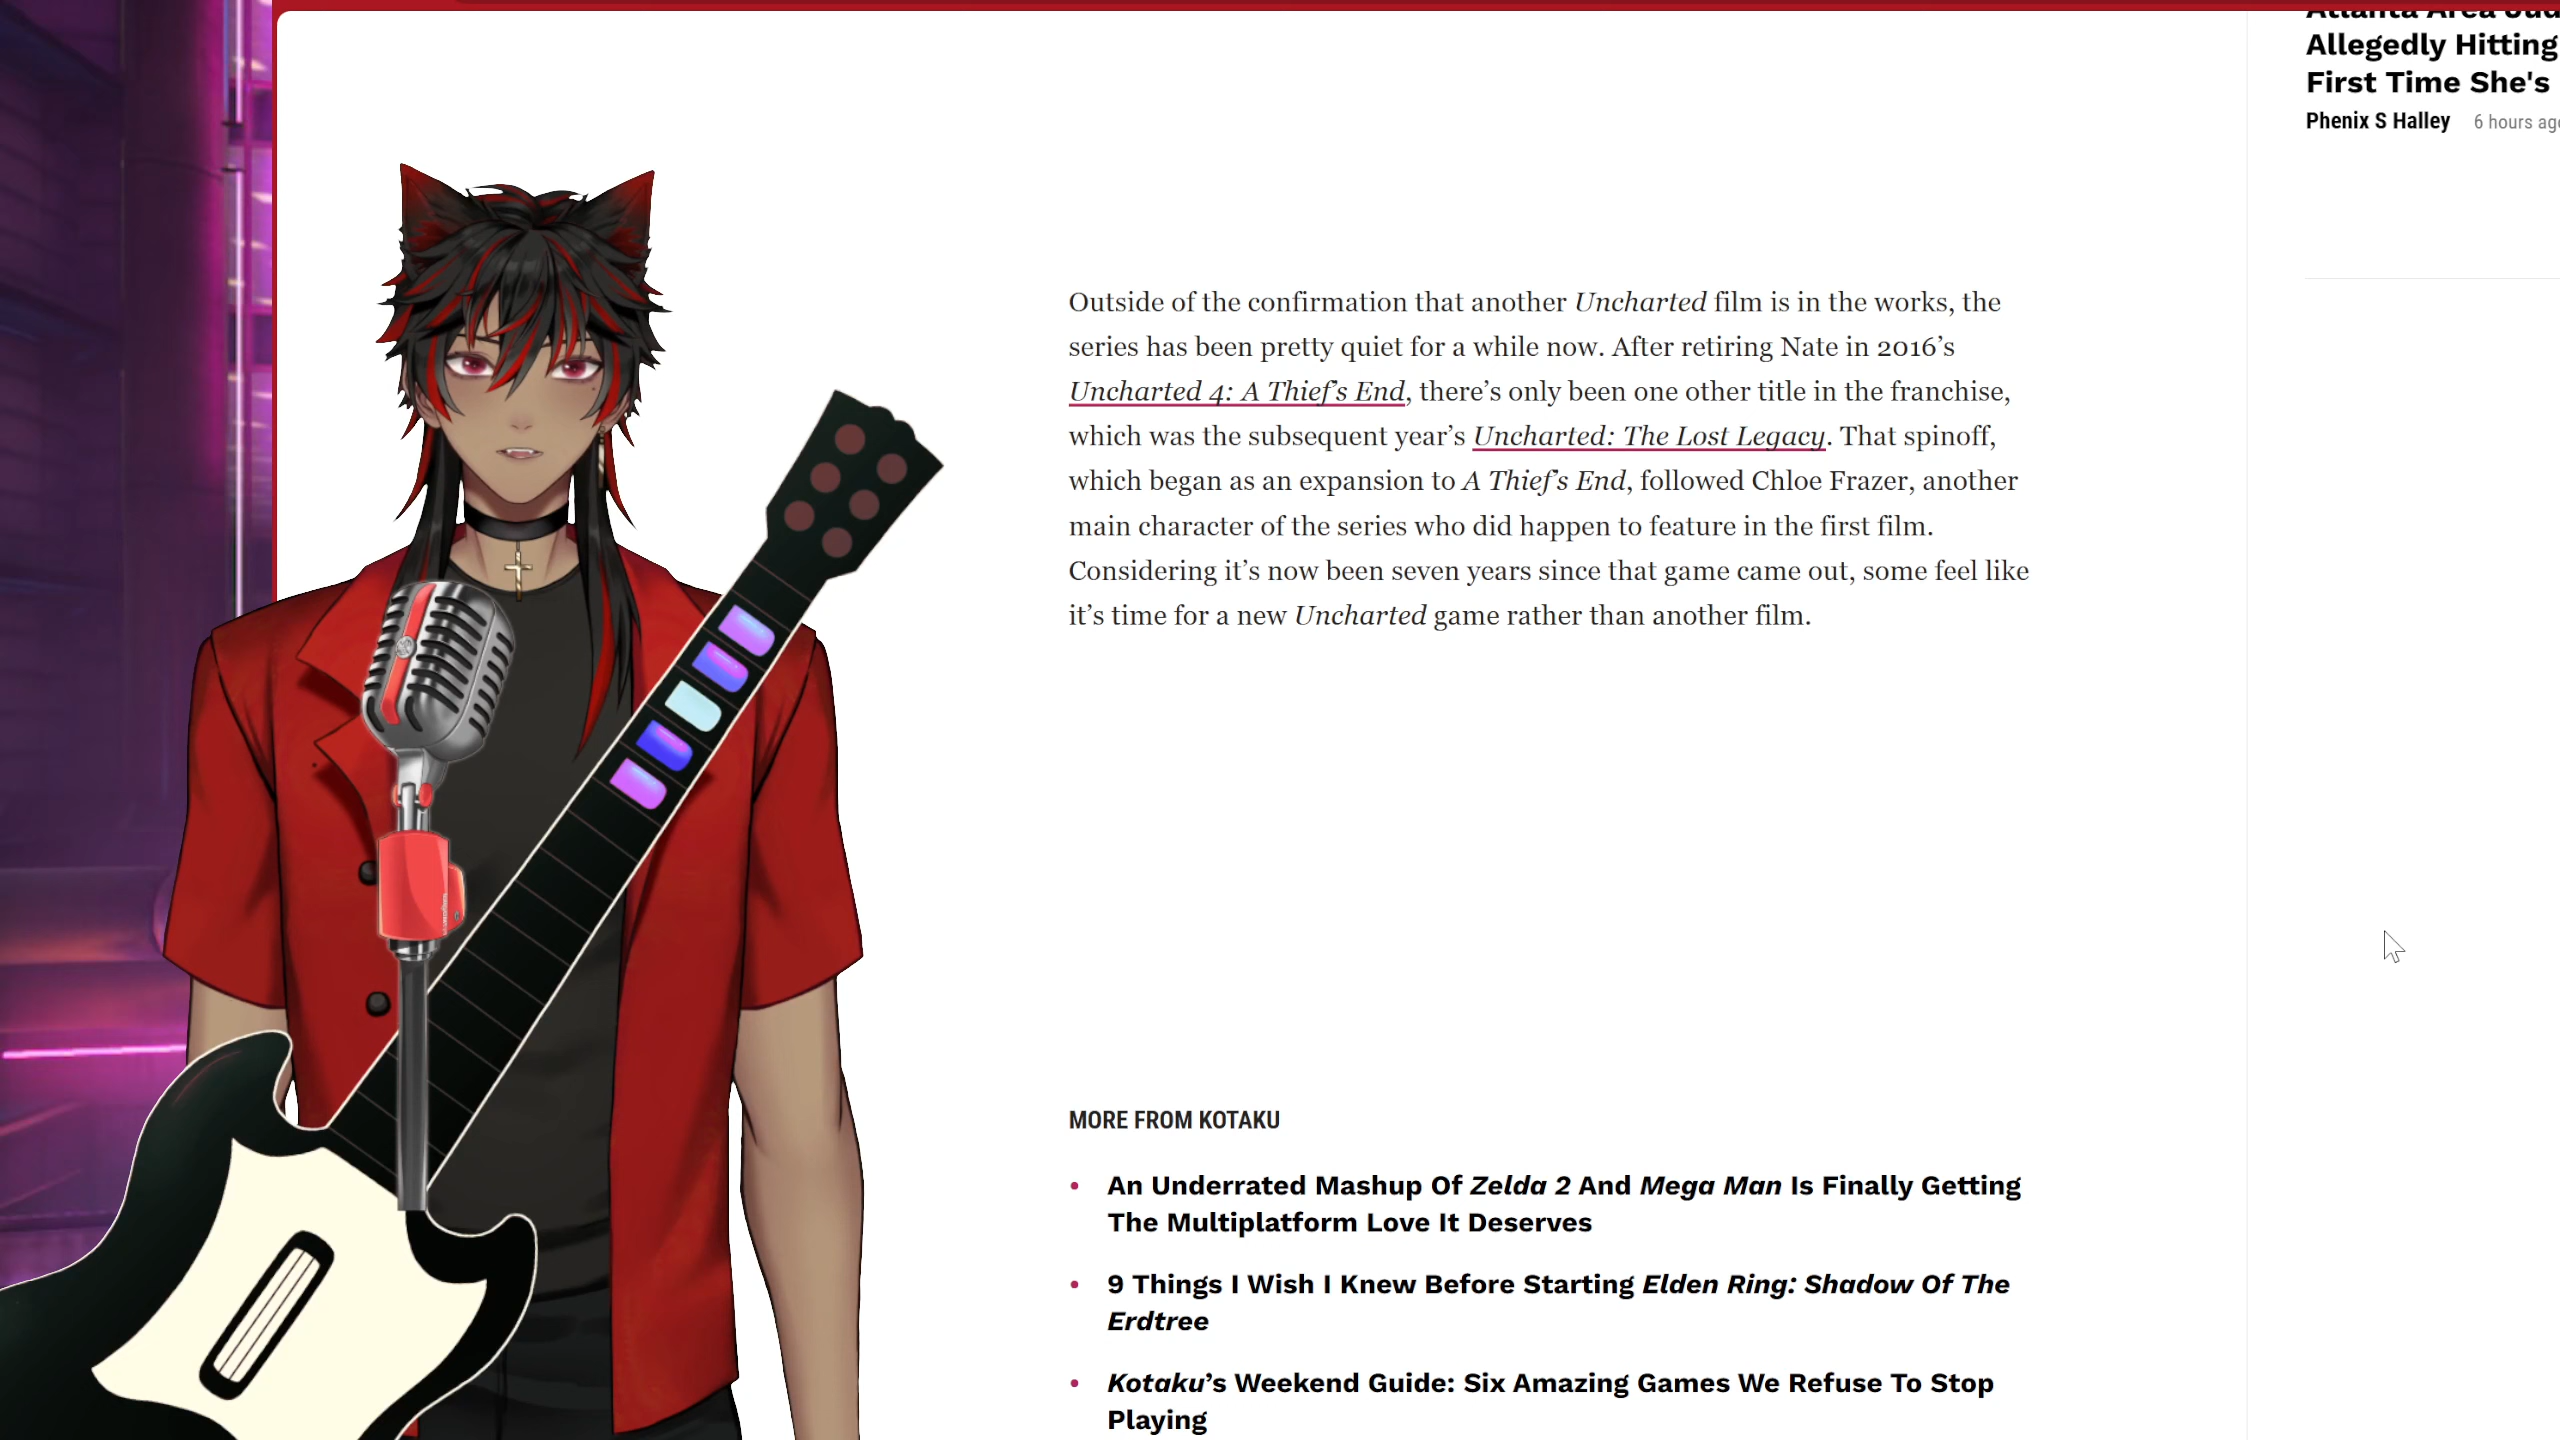 Allegedly Hitting
First Time She's
Phenix S Halley 6 hours ago
Outside of the confirmation that another Uncharted film is in the works, the
series has been pretty quiet for a while now. After retiring Nate in 2016’s
Uncharted 4: A Thief’s End, there’s only been one other title in the franchise,
which was the subsequent year’s Uncharted: The Lost Legacy. That spinoff,
which began as an expansion to A Thief’s End, followed Chloe Frazer, another
main character of the series who did happen to feature in the first film.
Considering it’s now been seven years since that game came out, some feel like
it’s time for a new Uncharted game rather than another film.
MORE FROM KOTAKU
• An Underrated Mashup Of Zelda 2 And Mega Man Is Finally Getting
The Multiplatform Love It Deserves
• 9 Things I Wish I Knew Before Starting Elden Ring: Shadow Of The
Erdtree
• Kotaku’s Weekend Guide: Six Amazing Games We Refuse To Stop
Playing